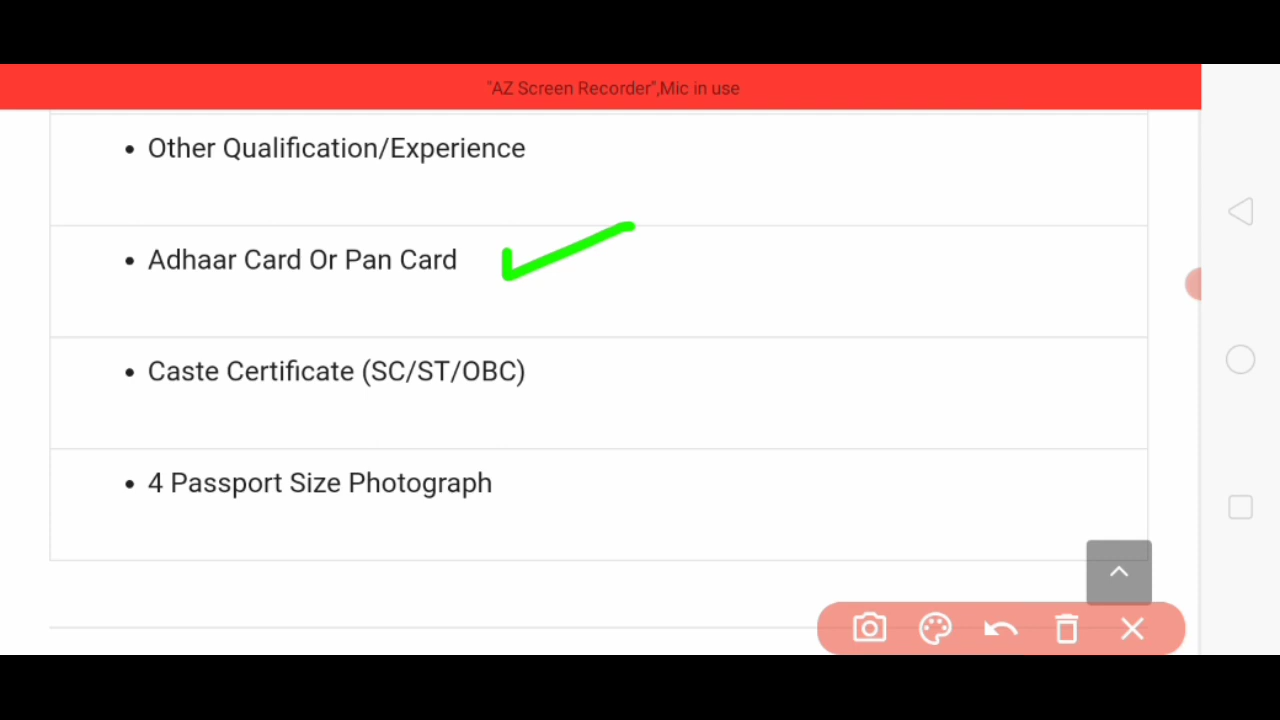 "AZ Screen Recorder",Mic in use
• Other Qualification/Experience
• Adhaar Card Or Pan Card
• Caste Certificate (SC/ST/OBC)
• 4 Passport Size Photograph